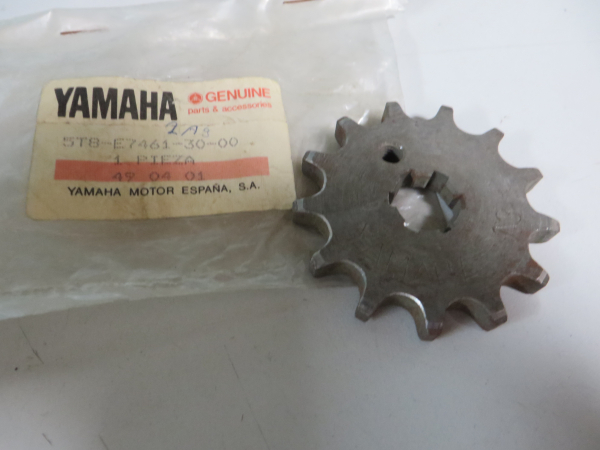 YAMAHA GENUINE
parts & accessories
5T8-E7461-30-00
1 PIEZA
49 04 01
YAMAHA MOTOR ESPAÑA, S.A.